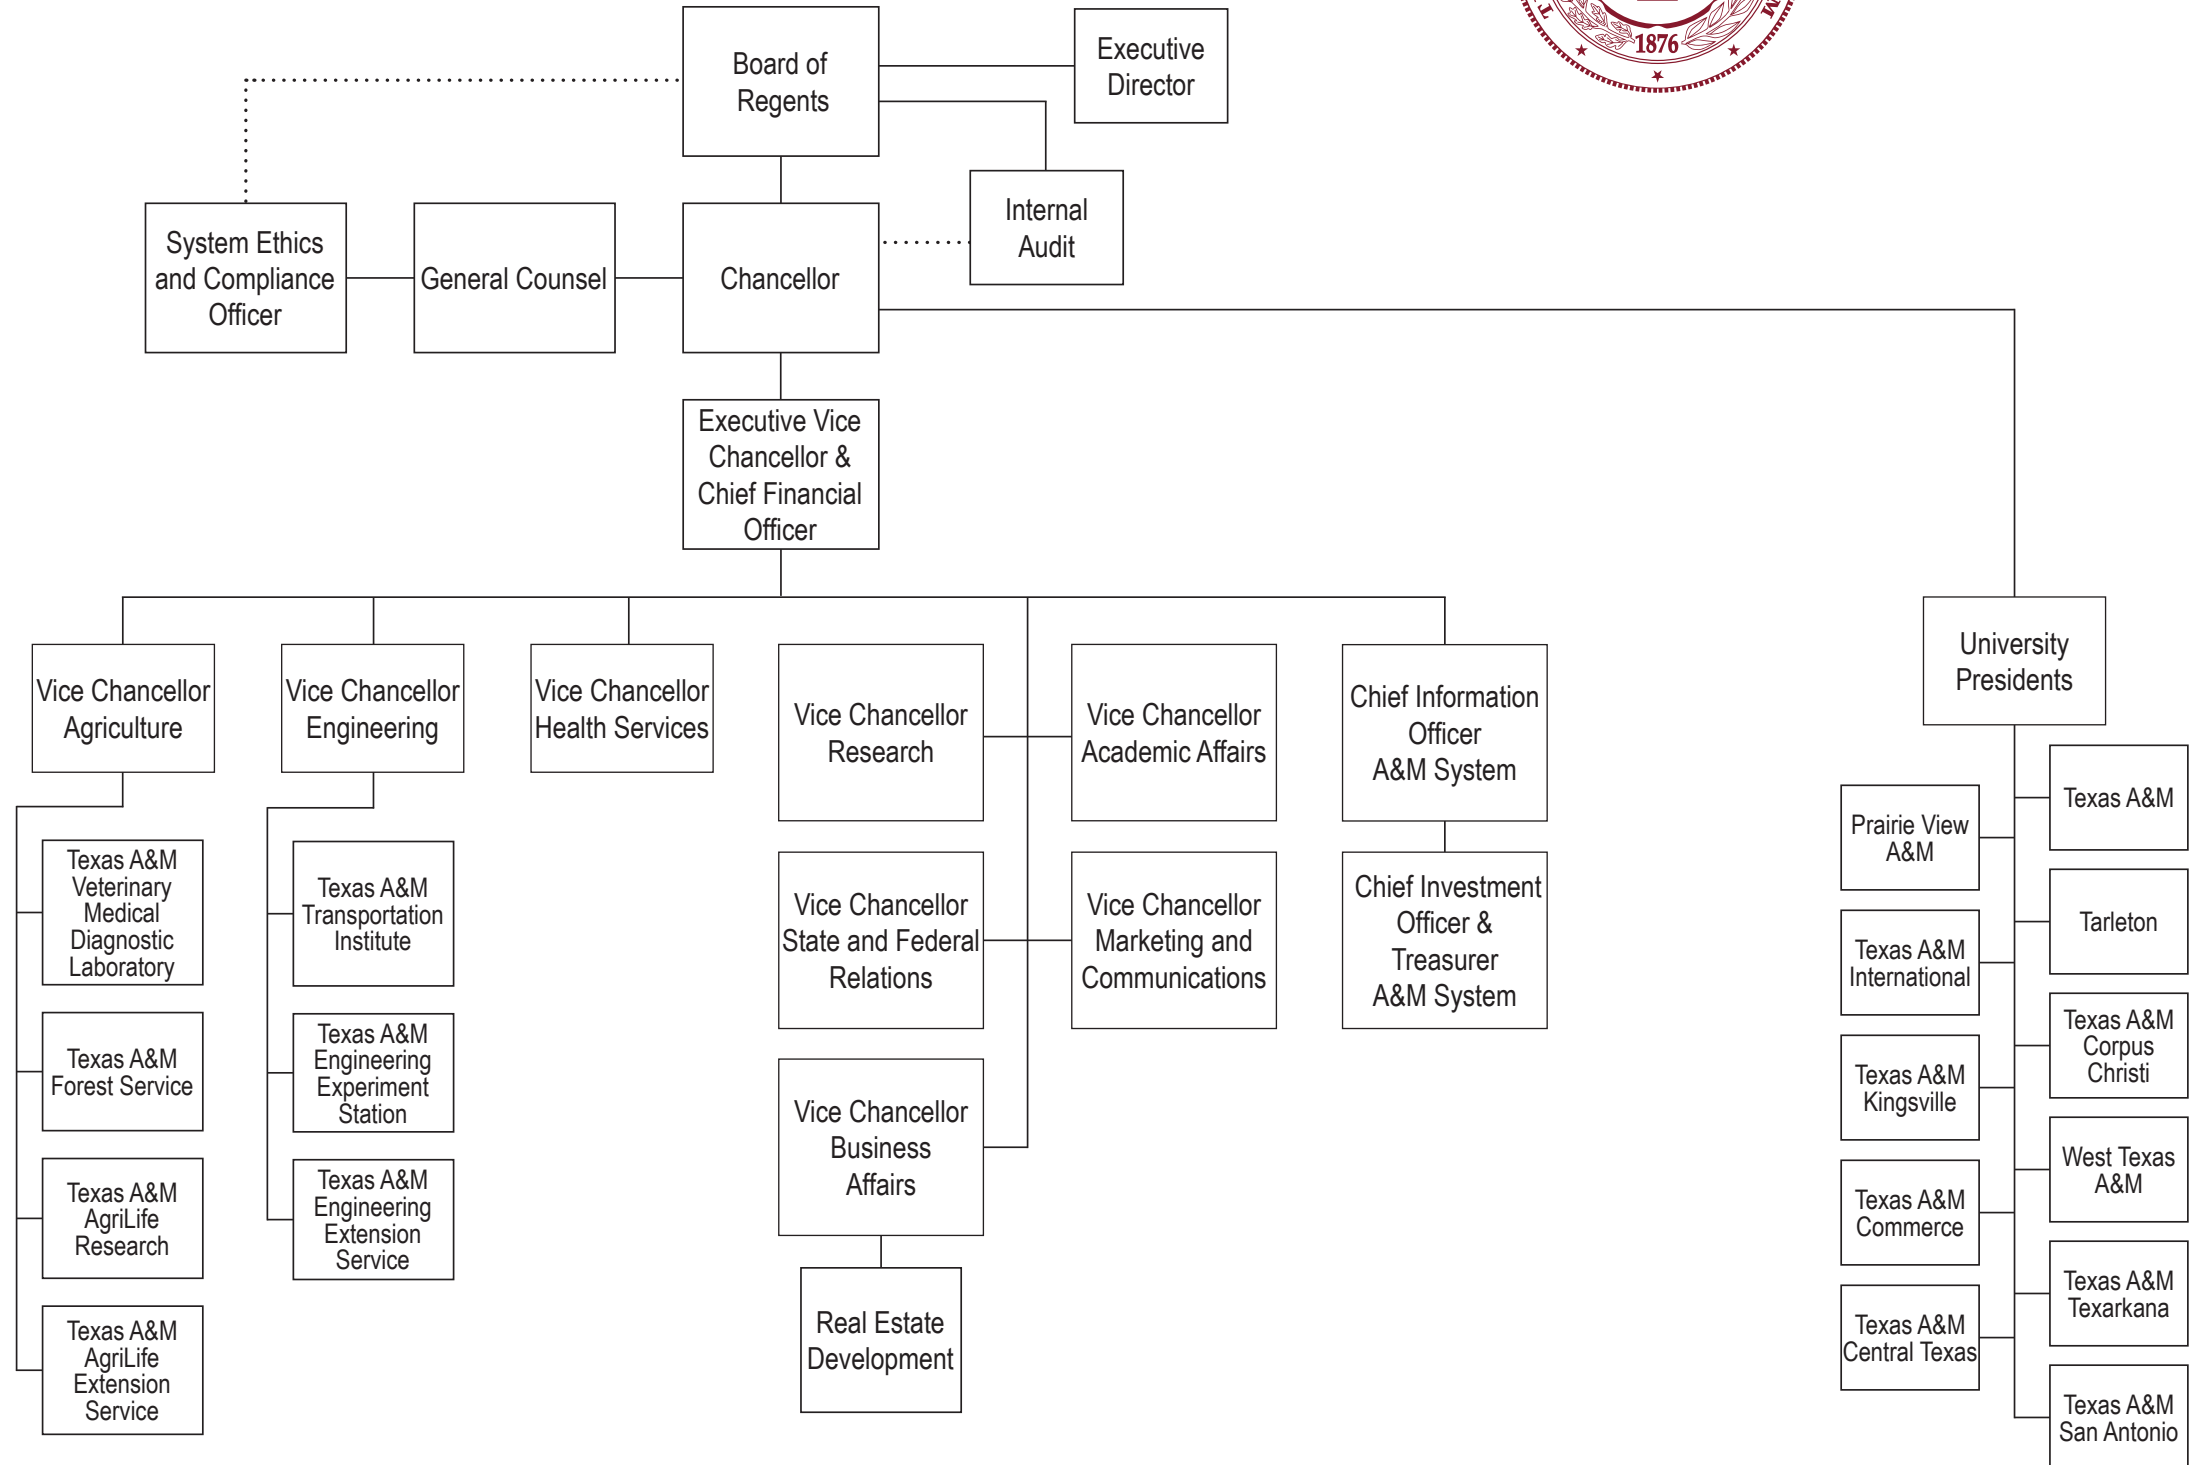 1876
Board of
Regents
Executive
Director
System Ethics
and Compliance
Officer
General Counsel
Chancellor
Internal
Audit
Executive Vice
Chancellor &
Chief Financial
Officer
Vice Chancellor
Agriculture
Vice Chancellor
Engineering
Vice Chancellor
Health Services
Vice Chancellor
Research
Vice Chancellor
Academic Affairs
Chief Information
Officer
A&M System
University
Presidents
Texas A&M
Veterinary
Medical
Diagnostic
Laboratory
Texas A&M
Transportation
Institute
Vice Chancellor
State and Federal
Relations
Vice Chancellor
Marketing and
Communications
Chief Investment
Officer &
Treasurer
A&M System
Texas A&M
Forest Service
Texas A&M
Engineering
Experiment
Station
Vice Chancellor
Business
Affairs
Texas A&M
AgriLife
Research
Texas A&M
Engineering
Extension
Service
Real Estate
Development
Texas A&M
AgriLife
Extension
Service
Texas A&M
Prairie View
A&M
Tarleton
Texas A&M
International
Texas A&M
Corpus
Christi
Texas A&M
Kingsville
West Texas
A&M
Texas A&M
Commerce
Texas A&M
Texarkana
Texas A&M
Central Texas
Texas A&M
San Antonio